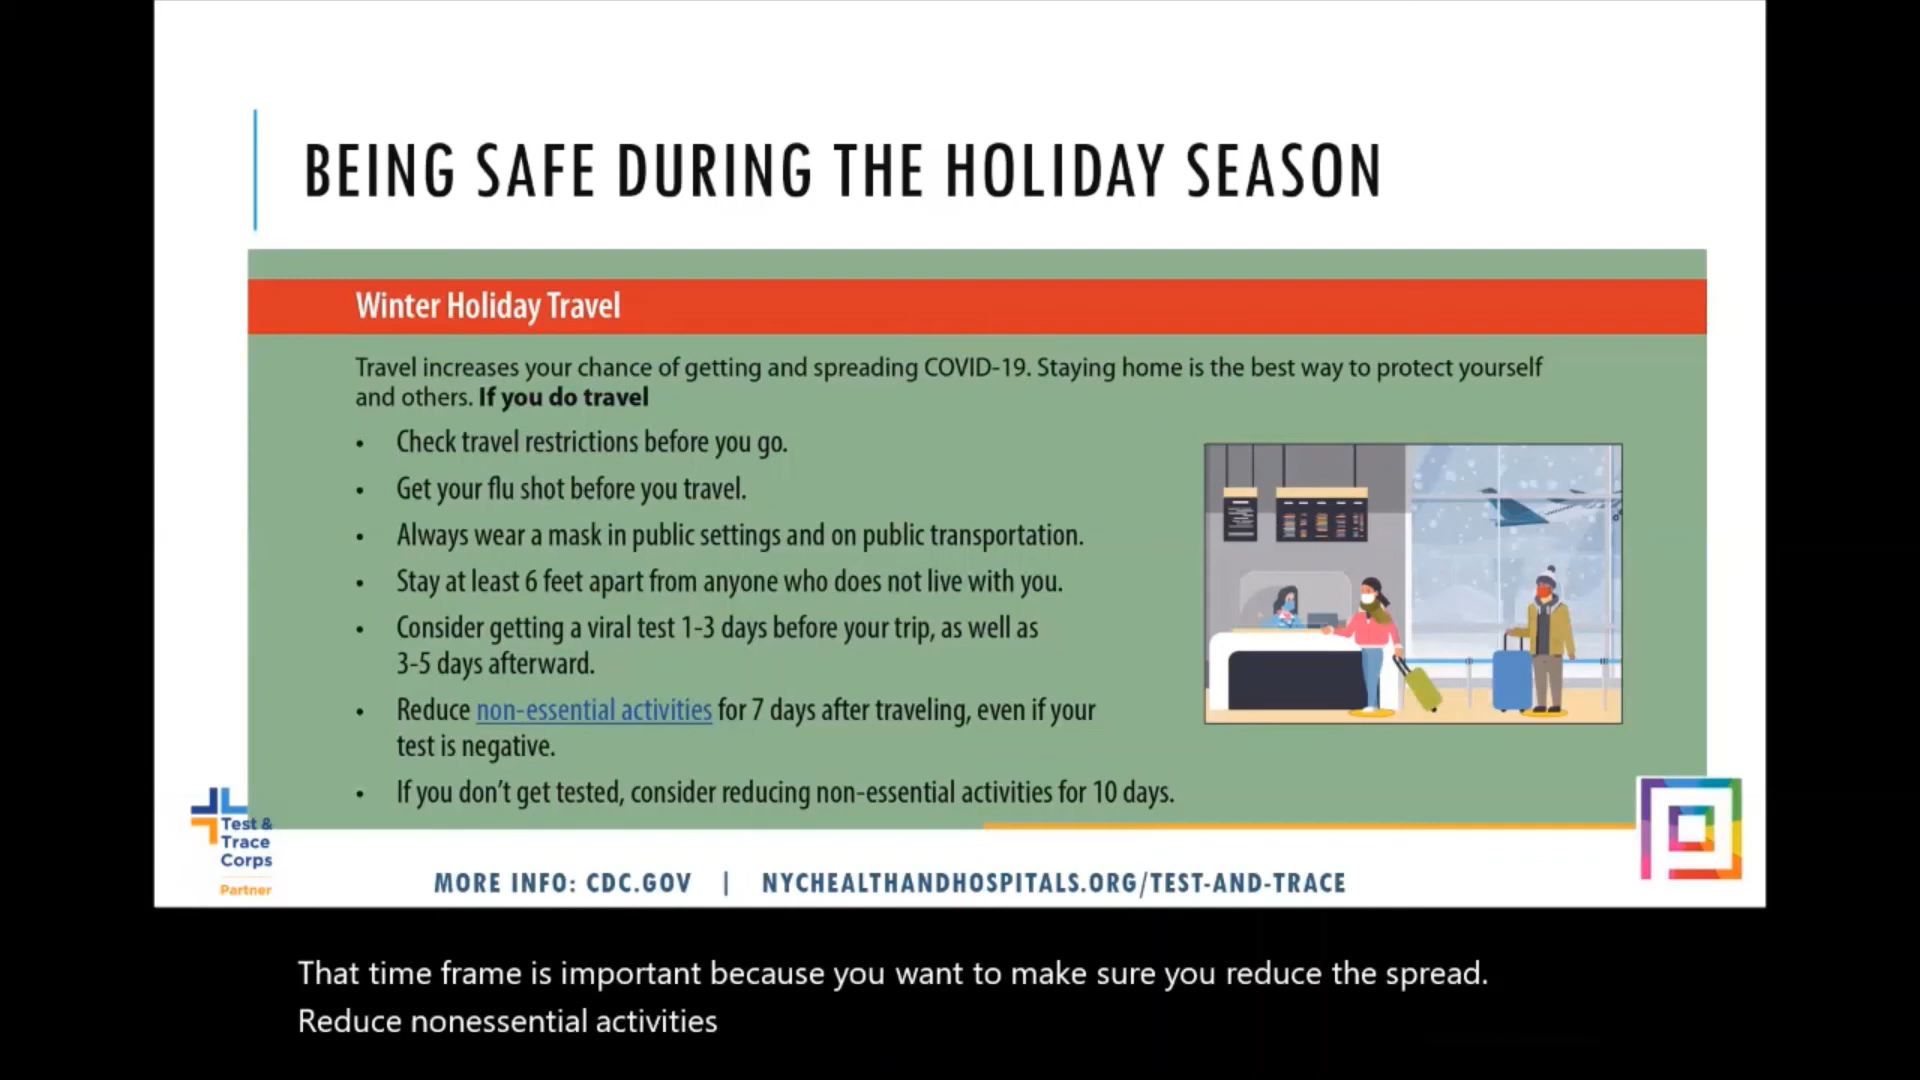 BEING SAFE DURING THE HOLIDAY SEASON
Winter Holiday Travel
Travel increases your chance of getting and spreading COVID-19. Staying home is the best way to protect yourself
and others. If you do travel
• Check travel restrictions before you go.
• Get your flu shot before you travel.
• Always wear a mask in public settings and on public transportation.
• Stay at least 6 feet apart from anyone who does not live with you.
• Consider getting a viral test 1-3 days before your trip, as well as
3-5 days afterward.
• Reduce non-essential activities for 7 days after traveling, even if your
test is negative.
• If you don’t get tested, consider reducing non-essential activities for 10 days.
Test &
Trace
Corps
Partner
MORE INFO: CDC.GOV | NYCHEALTHANDHOSPITALS.ORG/TEST-AND-TRACE
That time frame is important because you want to make sure you reduce the spread.
Reduce nonessential activities